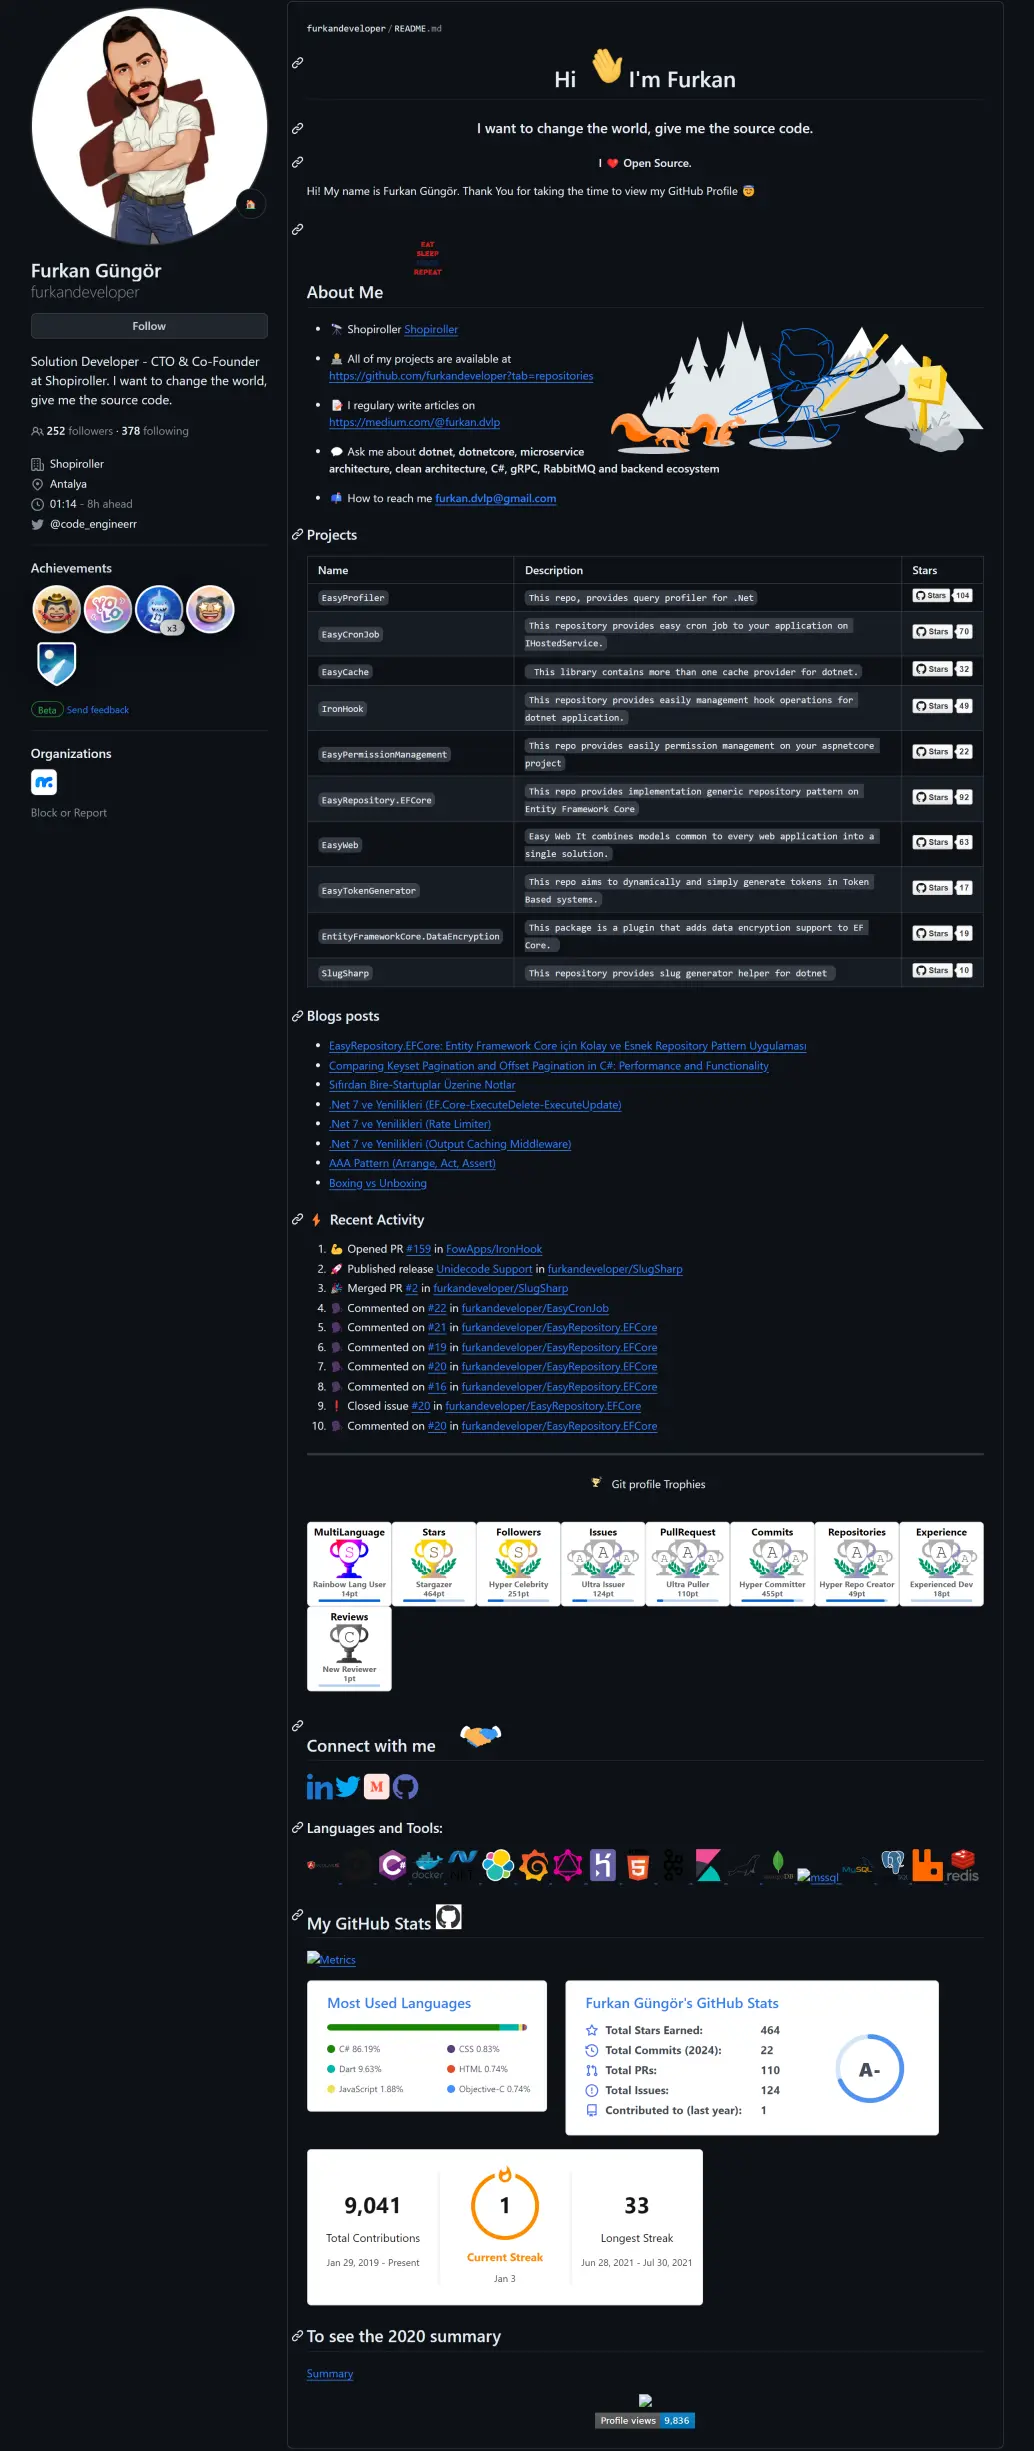 Furkan Güngör
furkandeveloper
Follow
Solution Developer - CTO & Co-Founder
at Shopiroller. I want to change the world,
give me the source code.
252 followers · 378 following
Shopiroller
Antalya
01:14 - 8h ahead
@code_engineerr
Achievements
YOLO
x3
Beta Send feedback
Organizations
Block or Report
furkandeveloper / README.md
Hi 👋 I'm Furkan
I want to change the world, give me the source code.
I ❤️ Open Source.
Hi! My name is Furkan Güngör. Thank You for taking the time to view my GitHub Profile 😇
EAT
SLEEP
REPEAT
About Me
🔭 Shopiroller Shopiroller
👨‍💻 All of my projects are available at
https://github.com/furkandeveloper?tab=repositories
📝 I regulary write articles on
https://medium.com/@furkan.dvlp
💬 Ask me about dotnet, dotnetcore, microservice
architecture, clean architecture, C#, gRPC, RabbitMQ and backend ecosystem
📫 How to reach me furkan.dvlp@gmail.com
Projects
Name Description Stars
EasyProfiler This repo, provides query profiler for .Net Stars 104
EasyCronJob This repository provides easy cron job to your application on
IHostedService. Stars 70
EasyCache This library contains more than one cache provider for dotnet. Stars 32
IronHook This repository provides easily management hook operations for
dotnet application. Stars 49
EasyPermissionManagement This repo provides easily permission management on your aspnetcore
project Stars 22
EasyRepository.EFCore This repo provides implementation generic repository pattern on
Entity Framework Core Stars 92
EasyWeb Easy Web It combines models common to every web application into a
single solution. Stars 63
EasyTokenGenerator This repo aims to dynamically and simply generate tokens in Token
Based systems. Stars 17
EntityFrameworkCore.DataEncryption This package is a plugin that adds data encryption support to EF
Core. Stars 19
SlugSharp This repository provides slug generator helper for dotnet Stars 10
Blogs posts
EasyRepository.EFCore: Entity Framework Core için Kolay ve Esnek Repository Pattern Uygulaması
Comparing Keyset Pagination and Offset Pagination in C#: Performance and Functionality
Sıfırdan Bire-Startuplar Üzerine Notlar
.Net 7 ve Yenilikleri (EF.Core-ExecuteDelete-ExecuteUpdate)
.Net 7 ve Yenilikleri (Rate Limiter)
.Net 7 ve Yenilikleri (Output Caching Middleware)
AAA Pattern (Arrange, Act, Assert)
Boxing vs Unboxing
⚡ Recent Activity
1. 💪 Opened PR #159 in FowApps/IronHook
2. 🚀 Published release Unidecode Support in furkandeveloper/SlugSharp
3. 🎉 Merged PR #2 in furkandeveloper/SlugSharp
4. 🗣 Commented on #22 in furkandeveloper/EasyCronJob
5. 🗣 Commented on #21 in furkandeveloper/EasyRepository.EFCore
6. 🗣 Commented on #19 in furkandeveloper/EasyRepository.EFCore
7. 🗣 Commented on #20 in furkandeveloper/EasyRepository.EFCore
8. 🗣 Commented on #16 in furkandeveloper/EasyRepository.EFCore
9. ❗ Closed issue #20 in furkandeveloper/EasyRepository.EFCore
10. 🗣 Commented on #20 in furkandeveloper/EasyRepository.EFCore
🏆 Git profile Trophies
MultiLanguage Stars Followers Issues PullRequest Commits Repositories Experience
S S S A A A A A A A A A A A A A A
Rainbow Lang User Stargazer Hyper Celebrity Ultra Issuer Ultra Puller Hyper Committer Hyper Repo Creator Experienced Dev
14pt 464pt 251pt 124pt 110pt 455pt 49pt 18pt
Reviews
C
New Reviewer
1pt
Connect with me
in M
Languages and Tools:
C# docker 5 mssql MySQL redis
My GitHub Stats
Metrics
Most Used Languages
C# 86.19% CSS 0.83%
Dart 9.63% HTML 0.74%
JavaScript 1.88% Objective-C 0.74%
Furkan Güngör's GitHub Stats
Total Stars Earned: 464
Total Commits (2024): 22
Total PRs: 110
Total Issues: 124
Contributed to (last year): 1
A-
9,041 1 33
Total Contributions Current Streak Longest Streak
Jan 29, 2019 - Present Jan 3 Jun 28, 2021 - Jul 30, 2021
To see the 2020 summary
Summary
Profile views 9,836